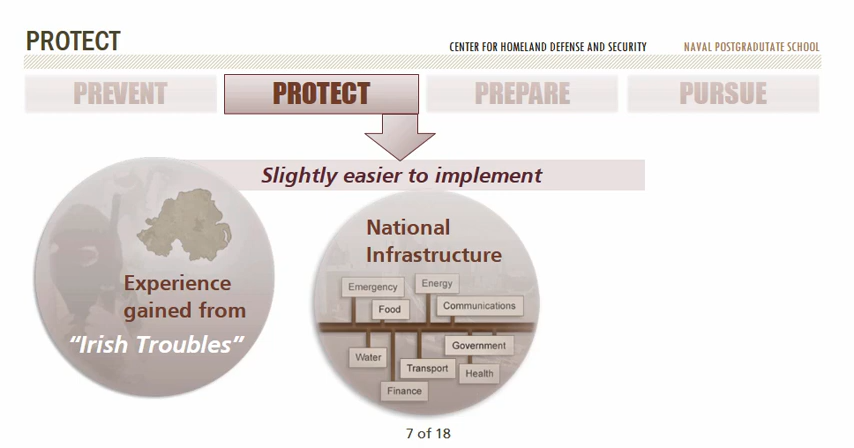 PROTECT
CENTER FOR HOMELAND DEFENSE AND SECURITY
NAVAL POSTGRADUTATE SCHOOL
PREVENT
PROTECT
PREPARE
PURSUE
Slightly easier to implement
Experience
gained from
“Irish Troubles”
National
Infrastructure
Emergency
Energy
Food
Communications
Water
Government
Transport
Health
Finance
7 of 18